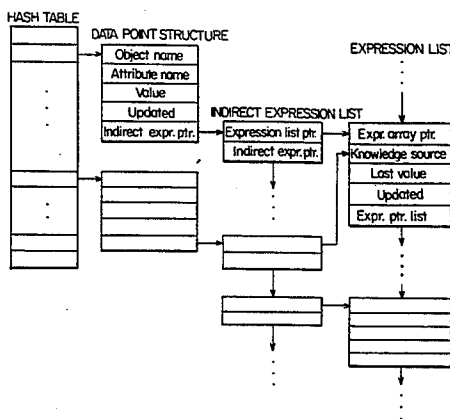 HASH TABLE
DATA POINT STRUCTURE
Object name
Attribute name
Value
Updated
Indirect expr. ptr.
INDIRECT EXPRESSION LIST
Expression list ptr.
Indirect expr. ptr.
EXPRESSION LIST
Expr. array ptr.
Knowledge source
Last value
Updated
Expr. ptr. list